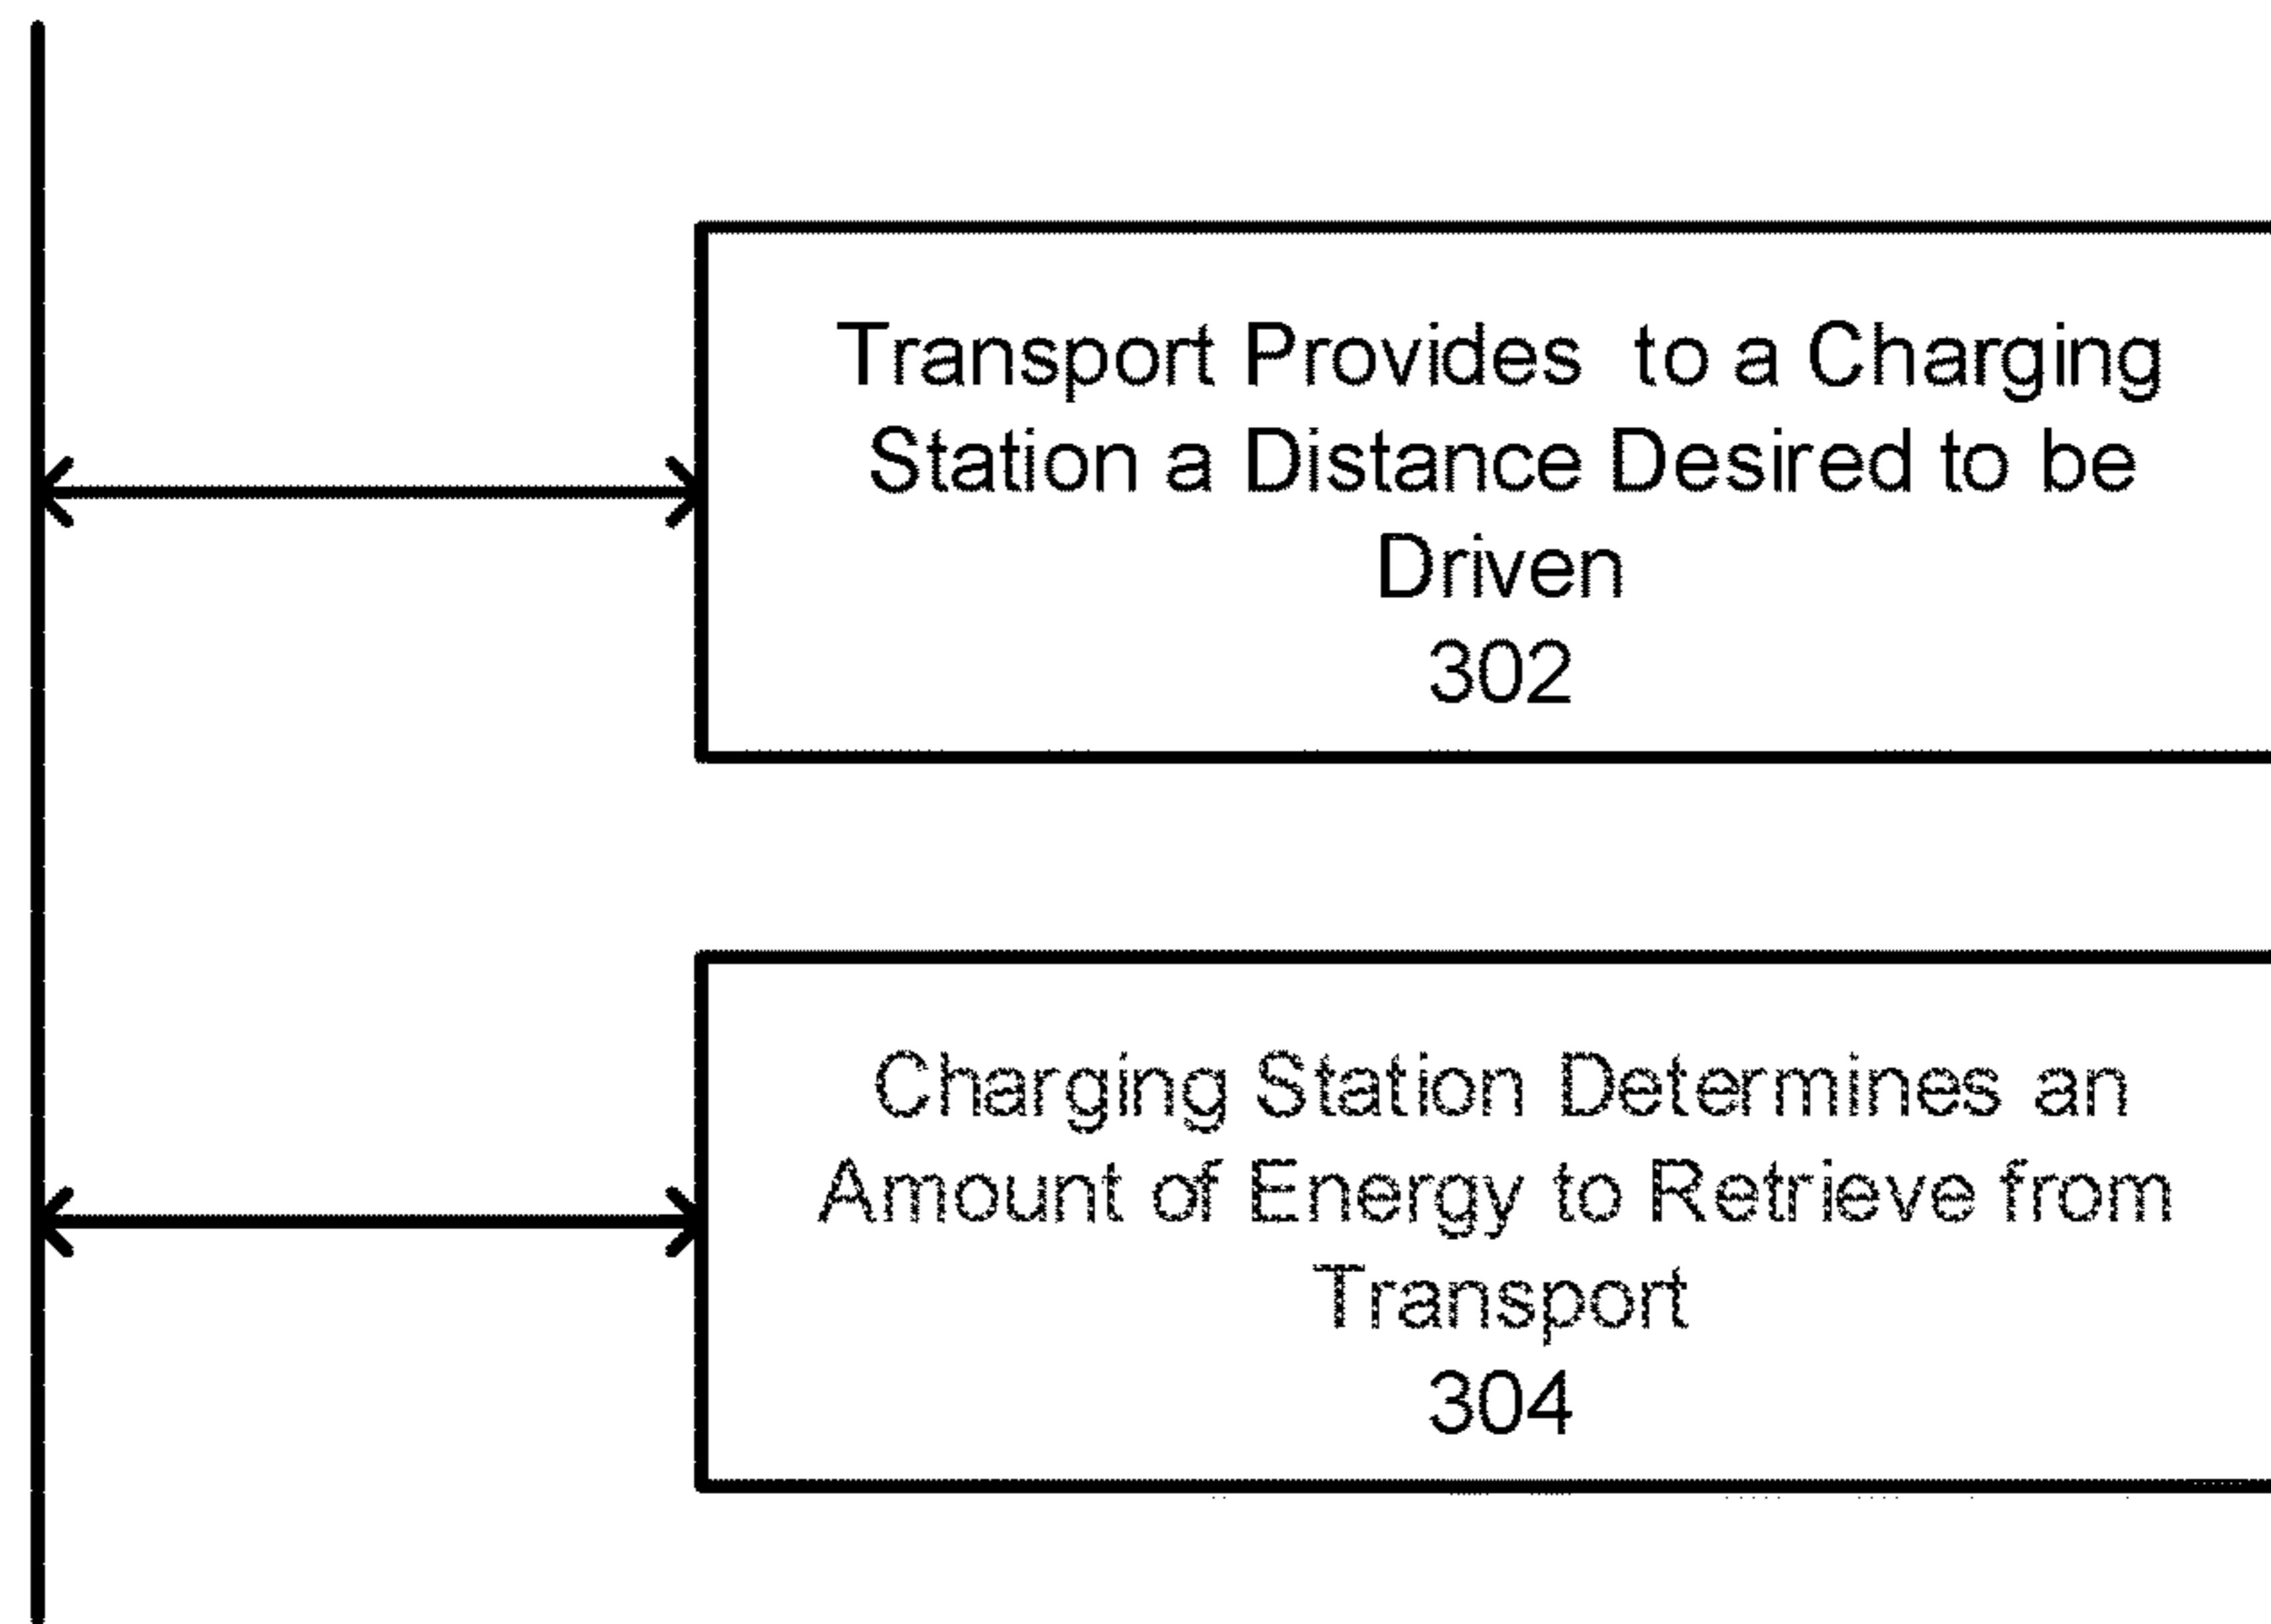 Transport Provides to a Charging
Station a Distance Desired to be
Driven
302
Charging Station Determines an
Amount of Energy to Retrieve from
Transport
304